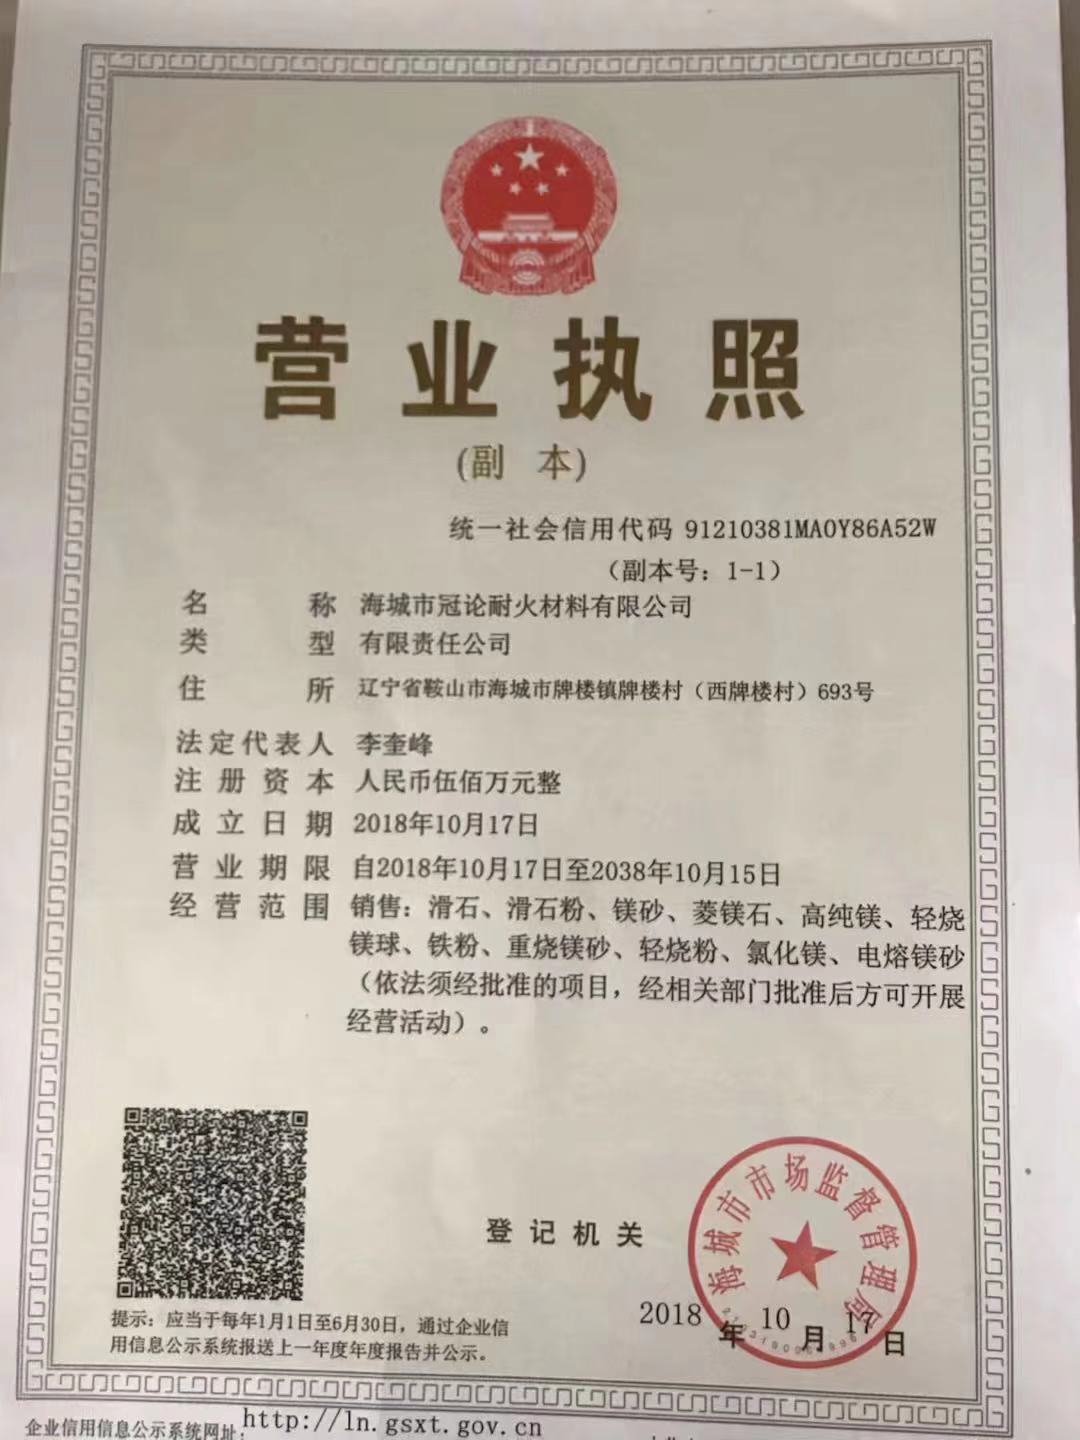 营业执照
(副 本)
统一社会信用代码 91210381MA0Y86A52W
（副本号：1-1）
名称 海城市冠论耐火材料有限公司
类型 有限责任公司
住所 辽宁省鞍山市海城市牌楼镇牌楼村（西牌楼村）693号
法定代表人 李奎峰
注册资本 人民币伍佰万元整
成立日期 2018年10月17日
营业期限 自2018年10月17日至2038年10月15日
经营范围 销售：滑石、滑石粉、镁砂、菱镁石、高纯镁、轻烧
镁球、铁粉、重烧镁砂、轻烧粉、氯化镁、电熔镁砂
（依法须经批准的项目，经相关部门批准后方可开展
经营活动）。
登记机关
海城市市场监督管理局
2018年10月17日
提示：应当于每年1月1日至6月30日，通过企业信
用信息公示系统报送上一年度年度报告并公示。
企业信用信息公示系统网址：http://ln.gsxt.gov.cn